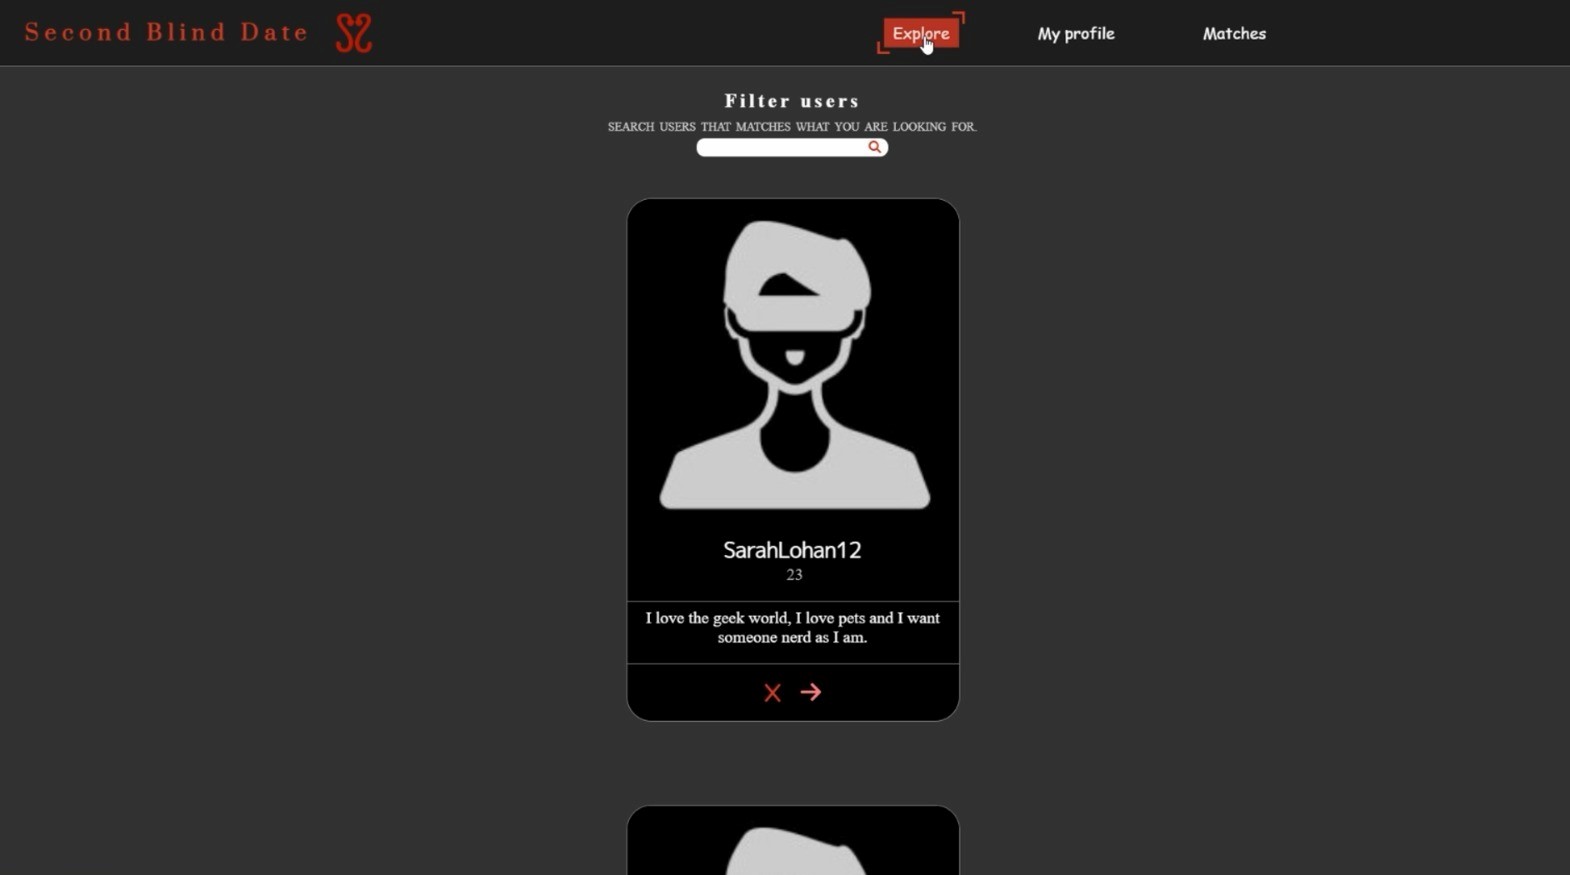 Second Blind Date
Explore
My profile
Matches
Filter users
SEARCH USERS THAT MATCHES WHAT YOU ARE LOOKING FOR.
SarahLohan12
23
I love the geek world, I love pets and I want
someone nerd as I am.